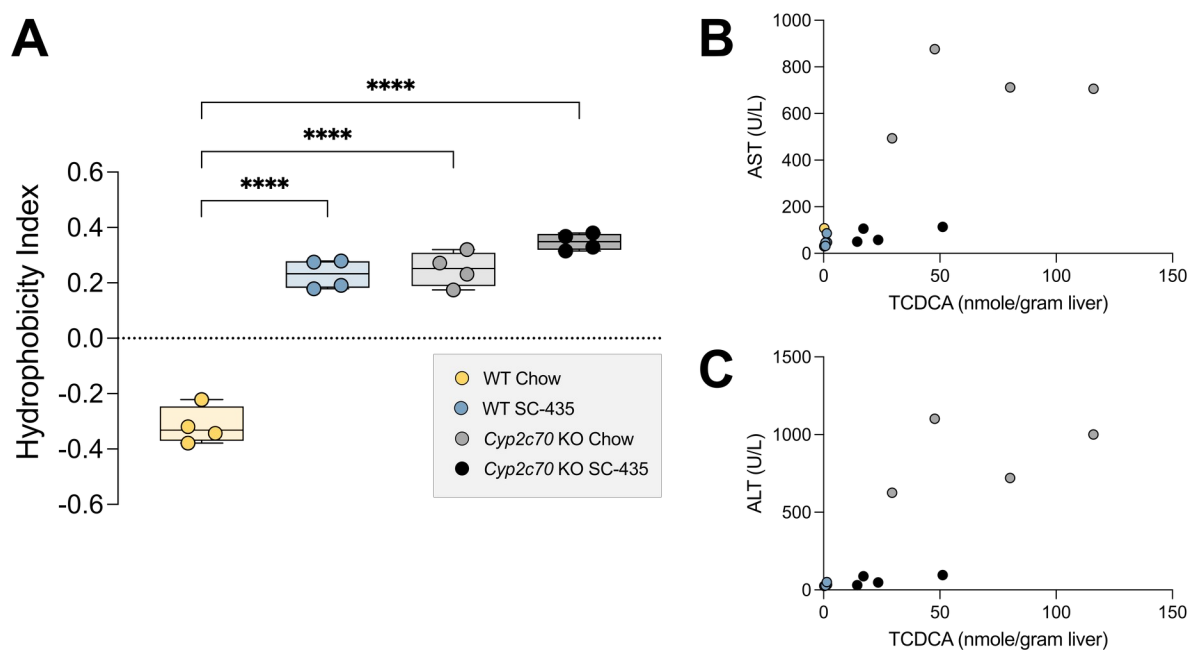 A
****
****
****
Hydrophobicity Index
0.6
0.4
0.2
0.0
-0.2
-0.4
-0.6
WT Chow
WT SC-435
Cyp2c70 KO Chow
Cyp2c70 KO SC-435
B
AST (U/L)
1000
800
600
400
200
0
0 50 100 150
TCDCA (nmole/gram liver)
C
ALT (U/L)
1500
1000
500
0
0 50 100 150
TCDCA (nmole/gram liver)